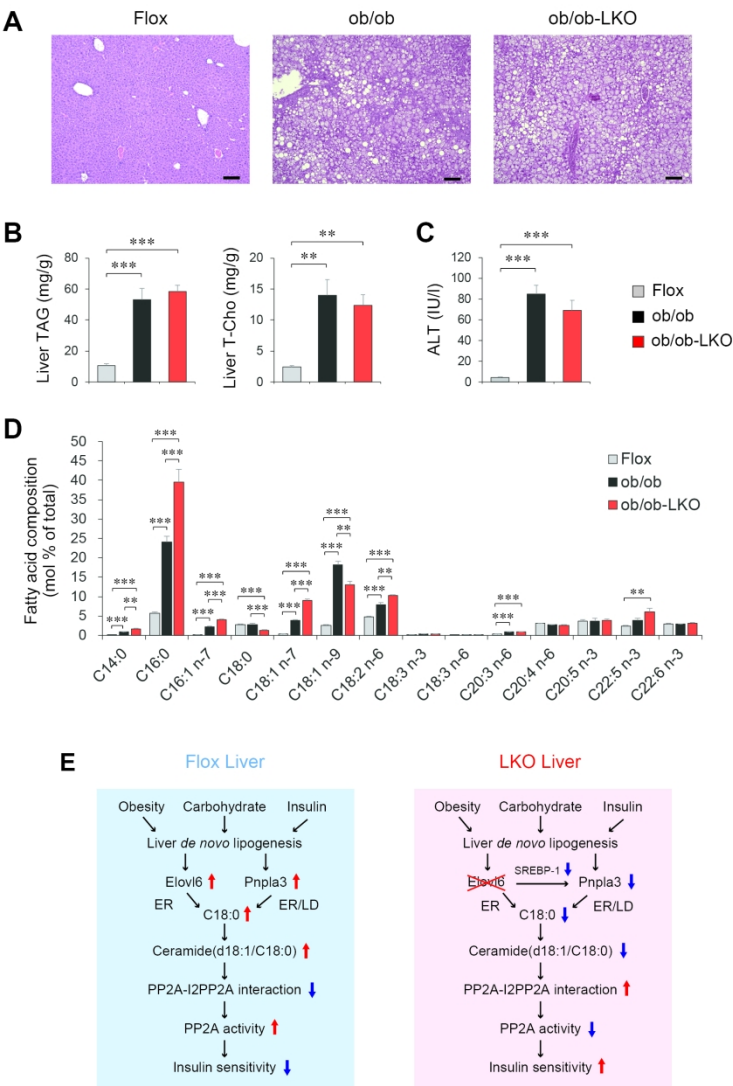 A
Flox
ob/ob
ob/ob-LKO
B
Liver TAG (mg/g)
80
60
40
20
0
***
***
Liver T-Cho (mg/g)
20
15
10
5
0
**
**
C
ALT (IU/l)
120
100
80
60
40
20
0
***
***
Flox
ob/ob
ob/ob-LKO
D
Fatty acid composition
(mol % of total)
50
45
40
35
30
25
20
15
10
5
0
***
**
***
***
***
***
***
***
***
***
***
***
***
***
***
**
***
***
**
***
***
***
**
Flox
ob/ob
ob/ob-LKO
C14:0
C16:0
C16:1 n-7
C18:0
C18:1 n-7
C18:1 n-9
C18:2 n-6
C18:3 n-3
C18:3 n-6
C20:3 n-6
C20:4 n-6
C20:5 n-3
C22:5 n-3
C22:6 n-3
E
Flox Liver
Obesity Carbohydrate Insulin
Liver de novo lipogenesis
Elovl6 Pnpla3
ER C18:0 ER/LD
Ceramide(d18:1/C18:0)
PP2A-I2PP2A interaction
PP2A activity
Insulin sensitivity
LKO Liver
Obesity Carbohydrate Insulin
Liver de novo lipogenesis
SREBP-1
Elovl6 Pnpla3
ER C18:0 ER/LD
Ceramide(d18:1/C18:0)
PP2A-I2PP2A interaction
PP2A activity
Insulin sensitivity